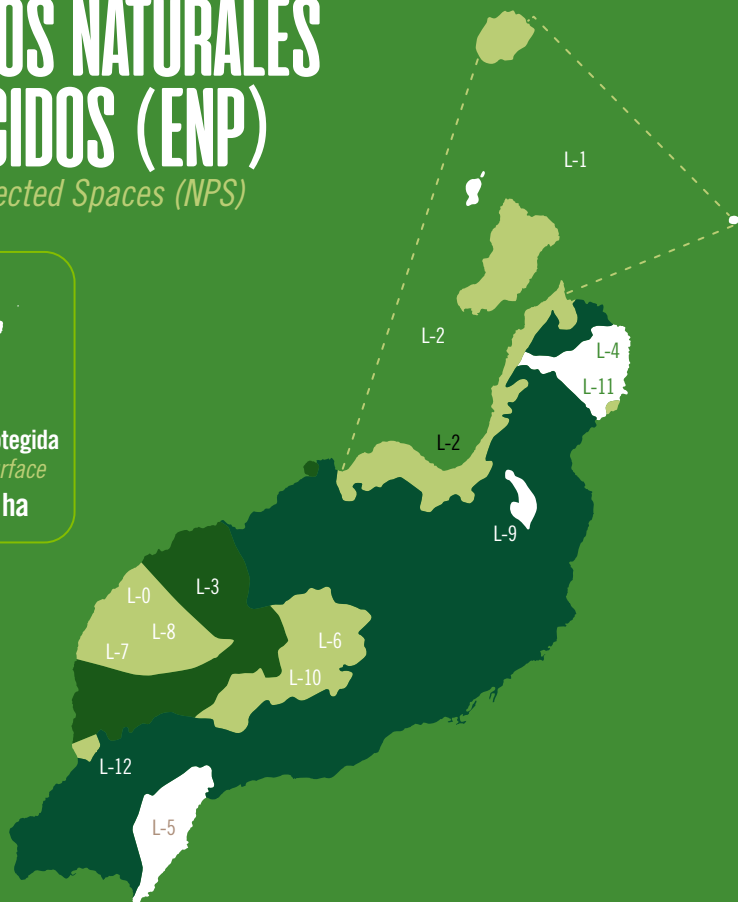 OS NATURALES
GIDOS (ENP)
ected Spaces (NPS)
L-1
L-2
otegida
rface
ha
L-4
L-11
L-2
L-9
L-3
L-0
L-8
L-7
L-6
L-10
L-12
L-5